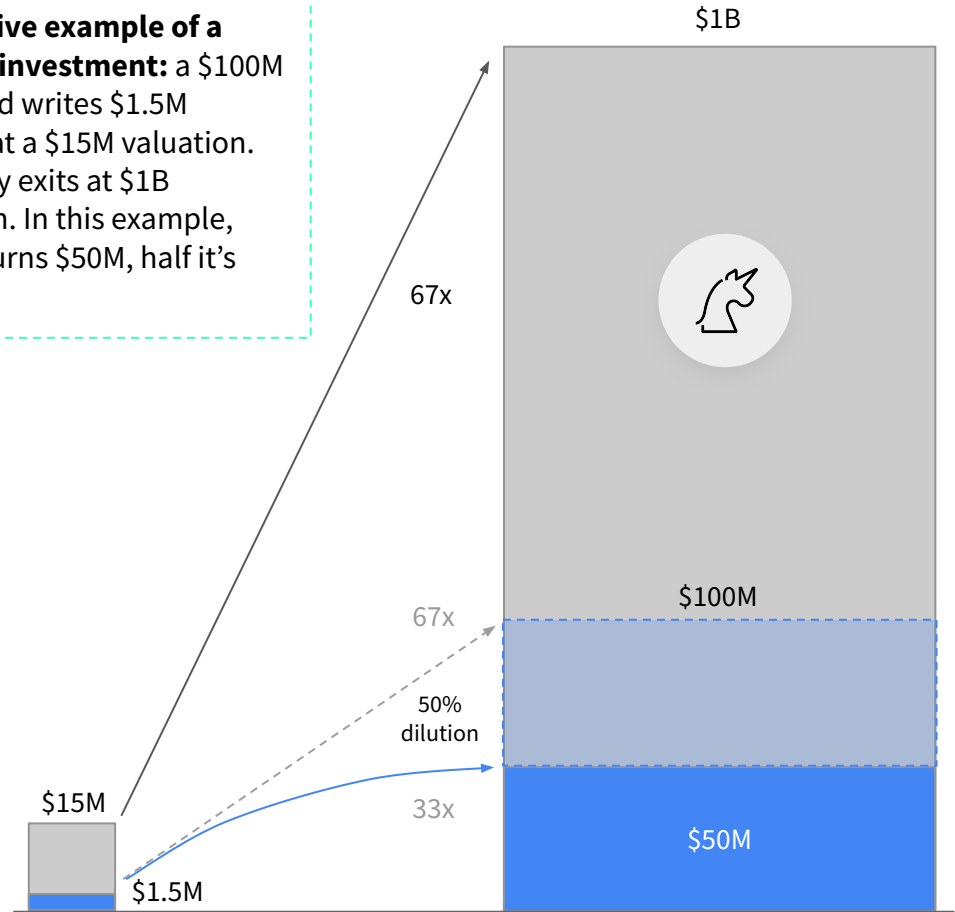 ive example of a
investment: a $100M
d writes $1.5M
at a $15M valuation.
y exits at $1B
n. In this example,
urns $50M, half it's
$1B
67x
$100M
67x
50%
dilution
33x
$15M
$1.5M
$50M